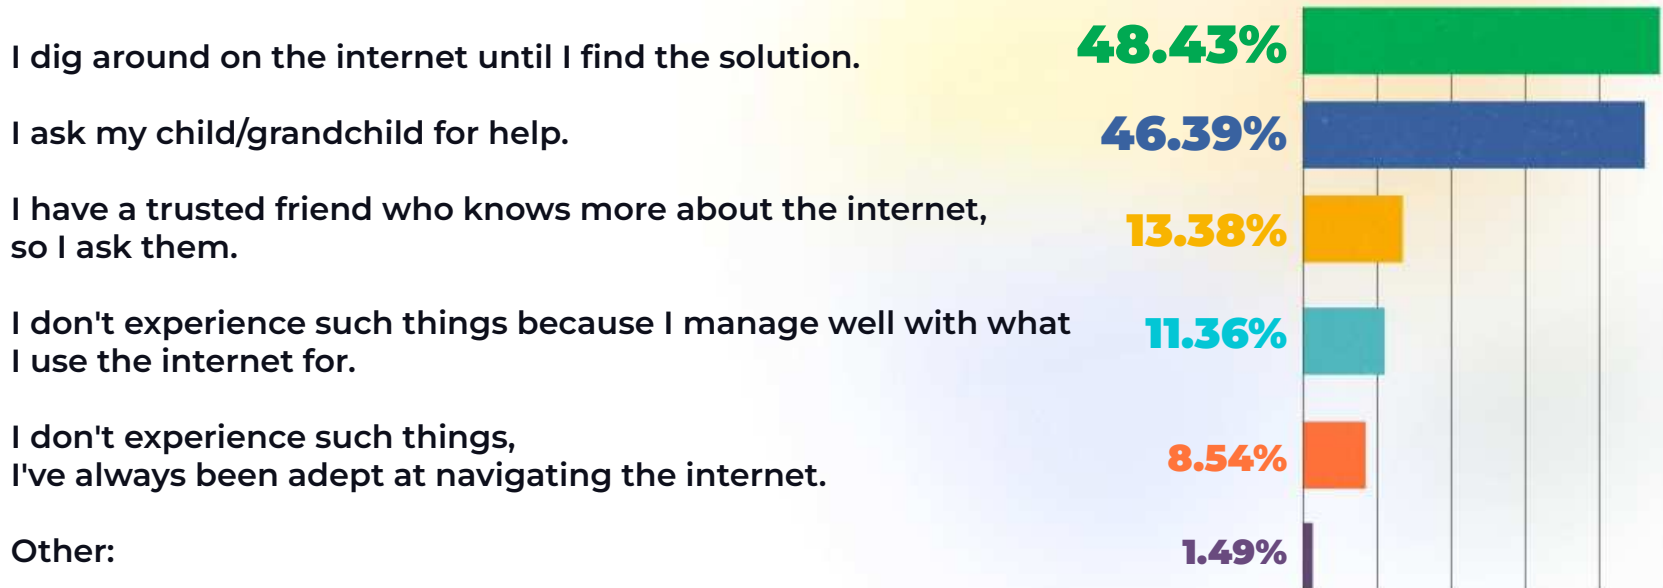 I dig around on the internet until I find the solution. 48.43%
I ask my child/grandchild for help. 46.39%
I have a trusted friend who knows more about the internet,
so I ask them. 13.38%
I don't experience such things because I manage well with what
I use the internet for. 11.36%
I don't experience such things,
I've always been adept at navigating the internet. 8.54%
Other: 1.49%